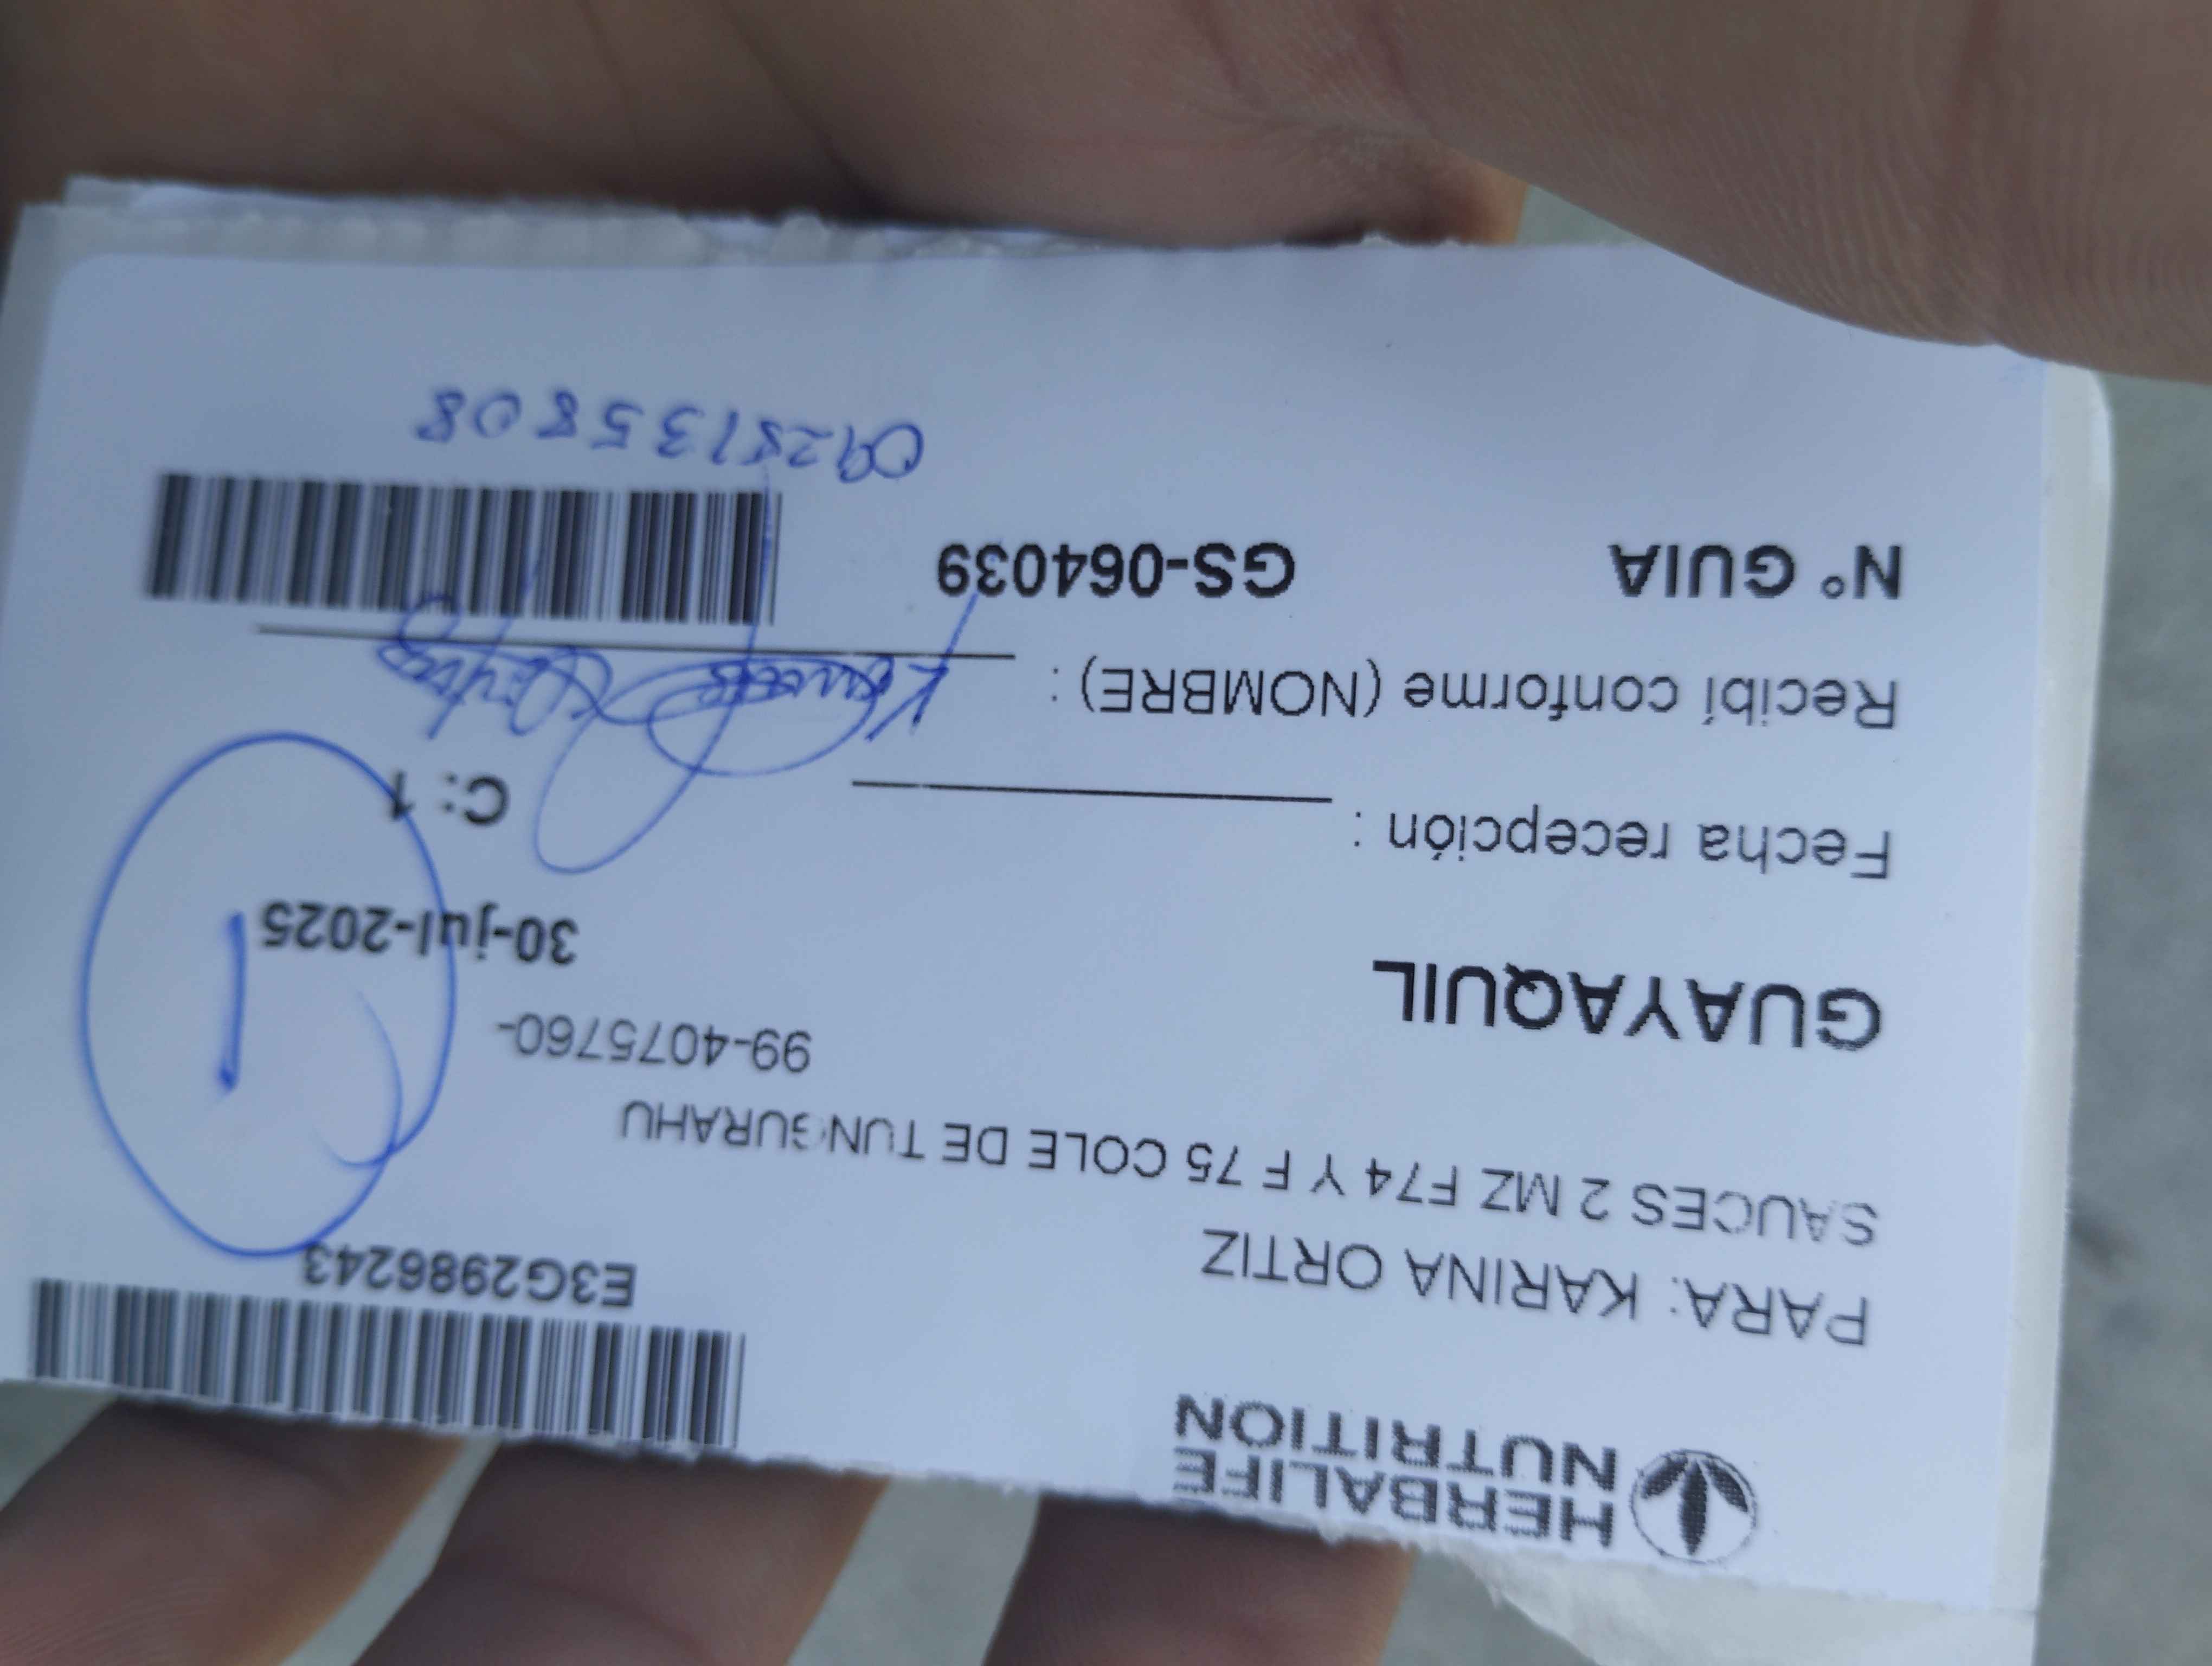 HERBALIFE
NUTRITION
E3G2986243
PARA: KARINA ORTIZ
SAUCES 2 MZ F74 Y F 75 COLE DE TUNGURAHU
99-4075760-
GUAYAQUIL
30-jul-2025
1
C: 1
Fecha recepción :
Recibí conforme (NOMBRE) :
N° GUIA GS-064039